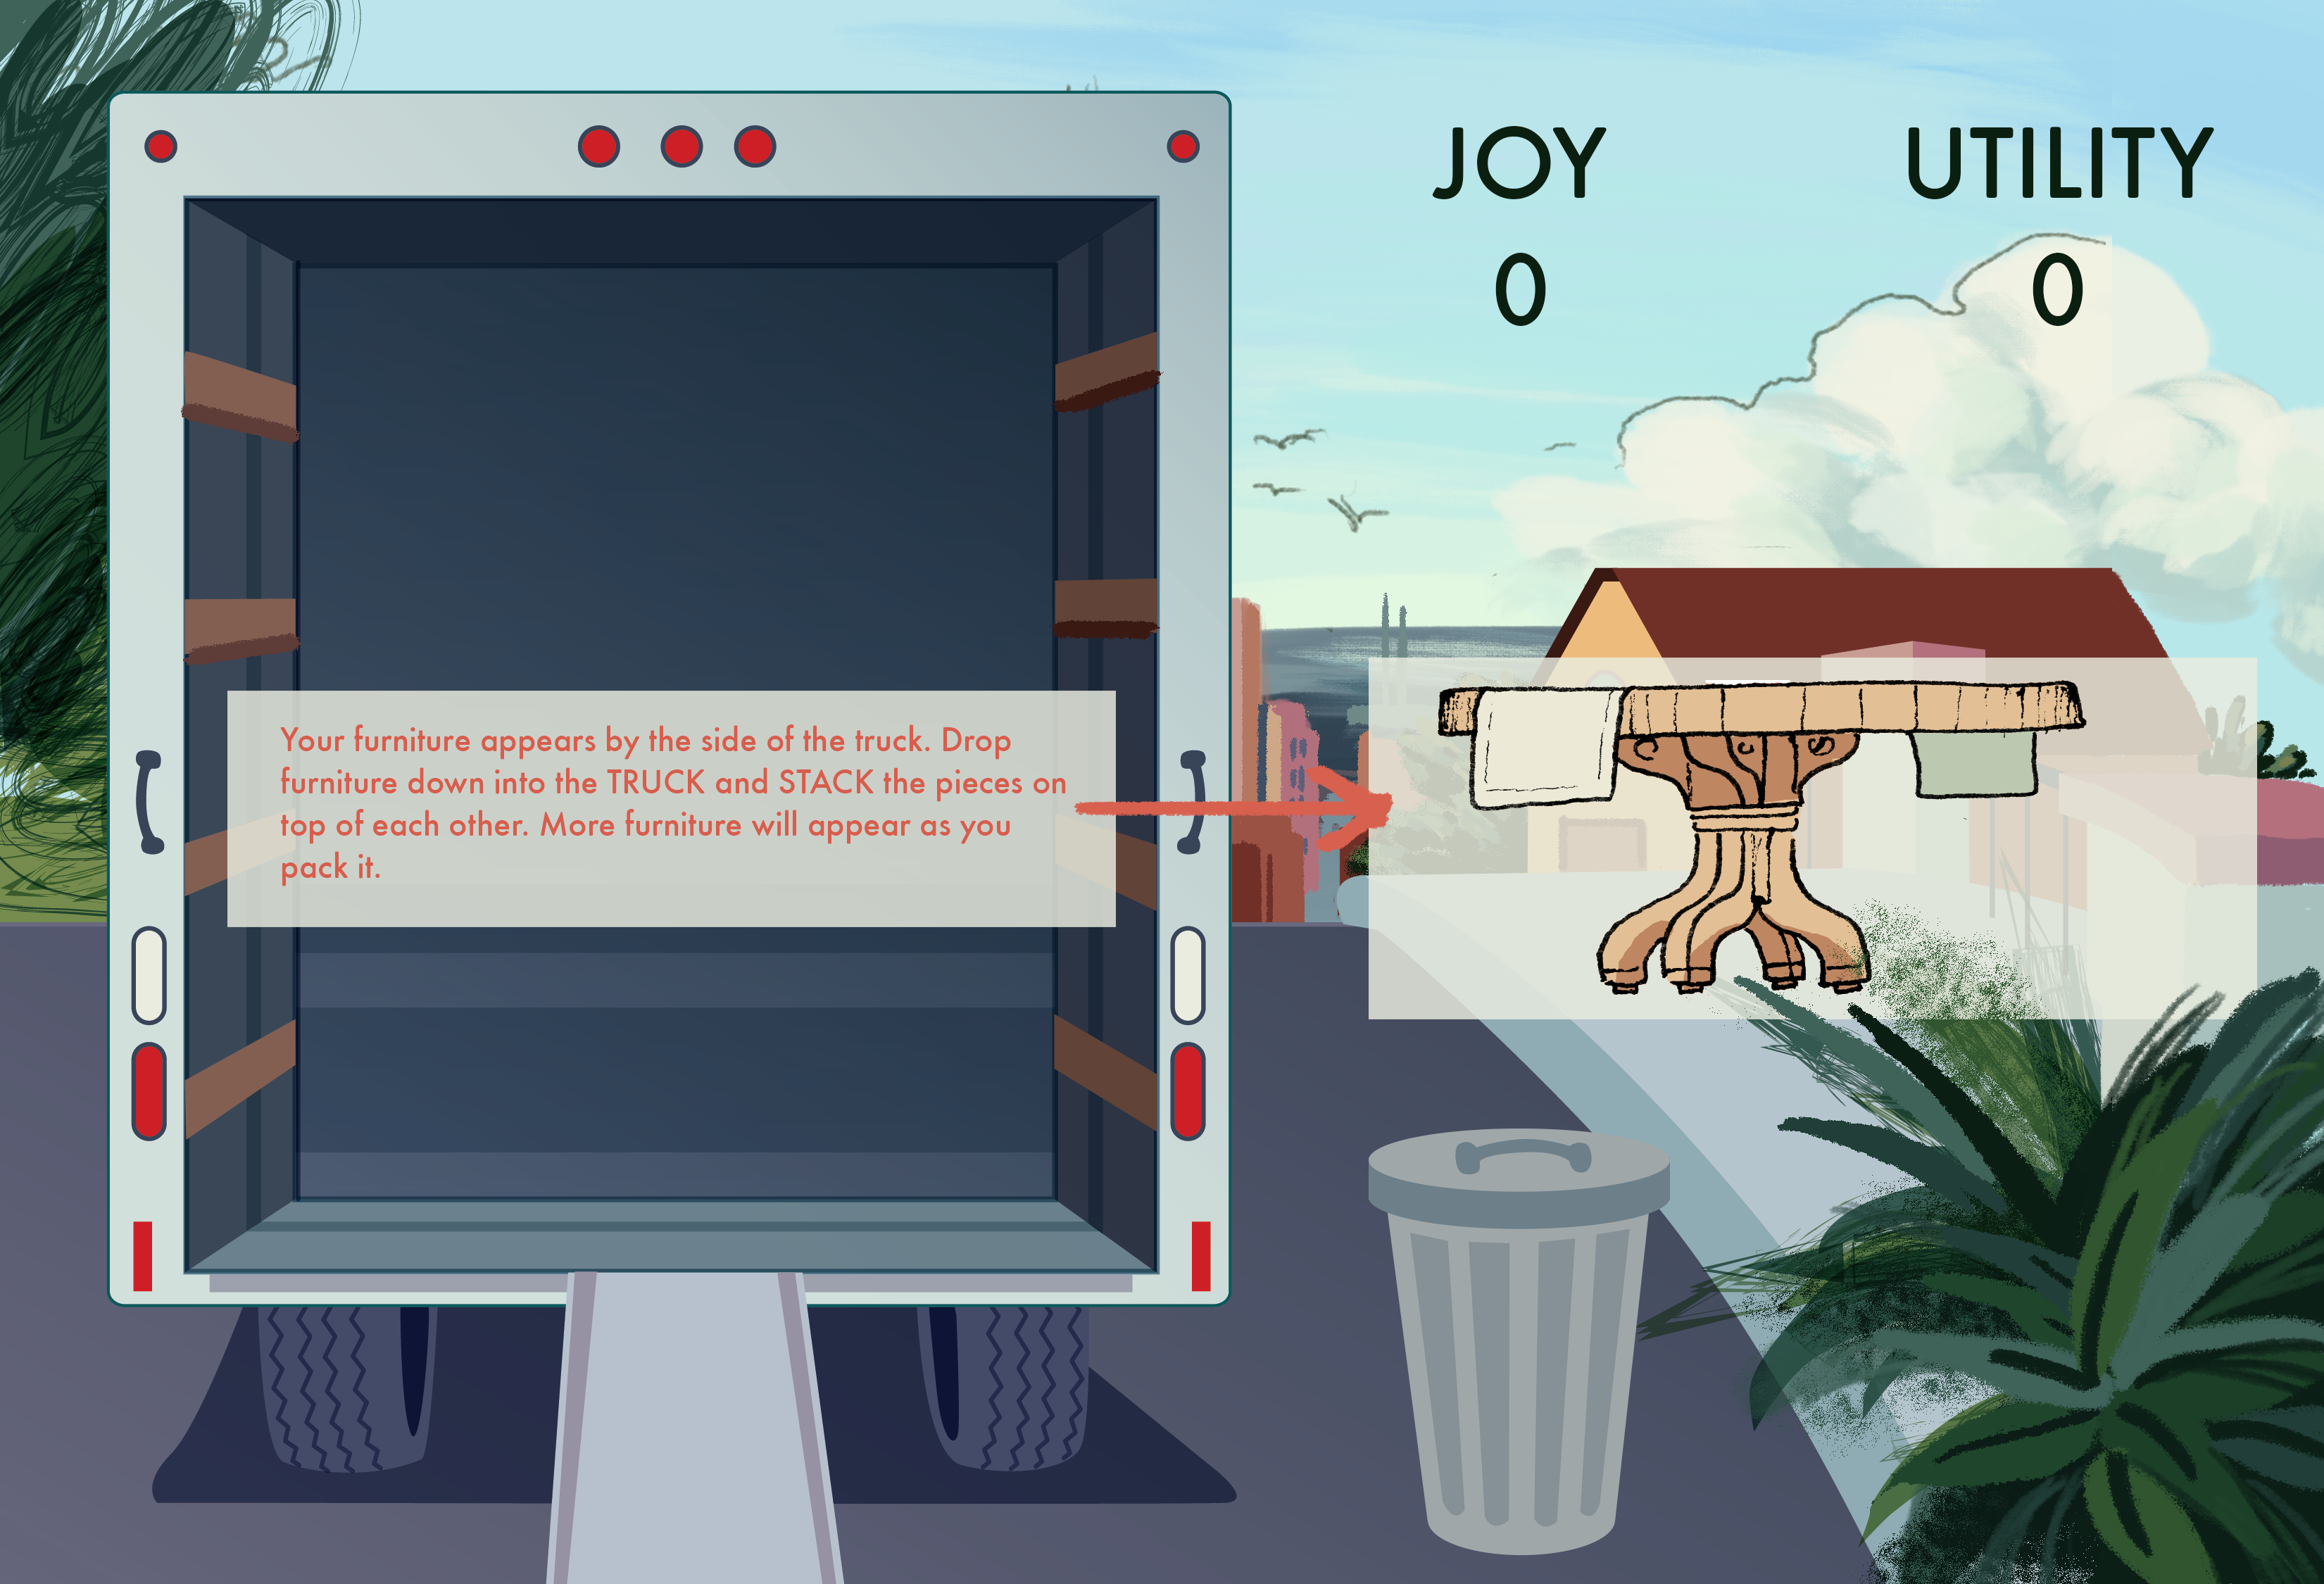 JOY
UTILITY
0
0
Your furniture appears by the side of the truck. Drop
furniture down into the TRUCK and STACK the pieces on
top of each other. More furniture will appear as you
pack it.